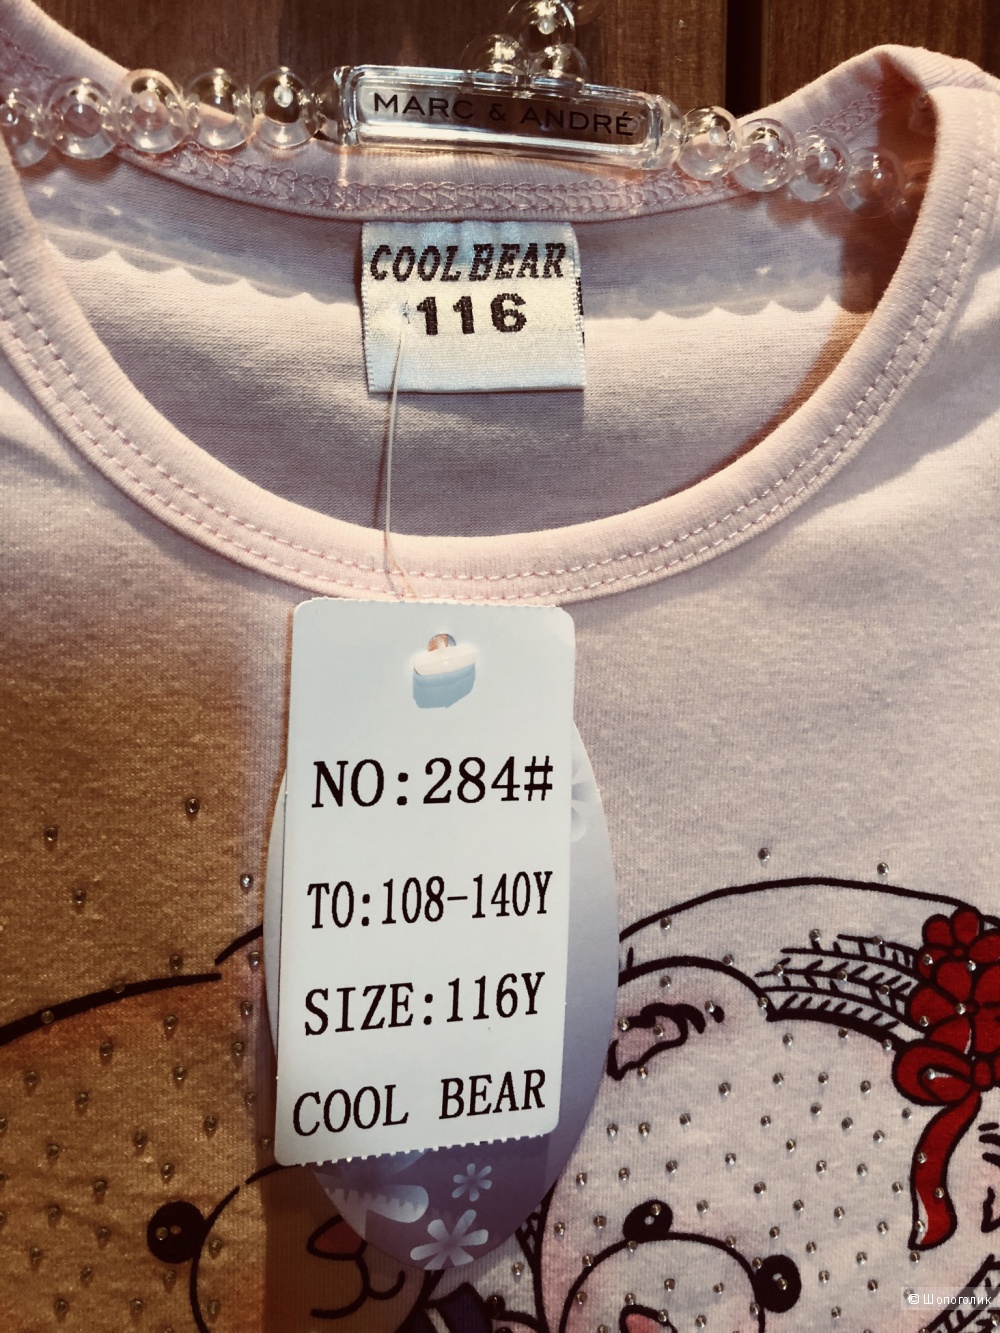 MARC & ANDRÉ
COOL BEAR
116
NO:284#
TO:108-140Y
SIZE:116Y
COOL BEAR
© Шопоголик